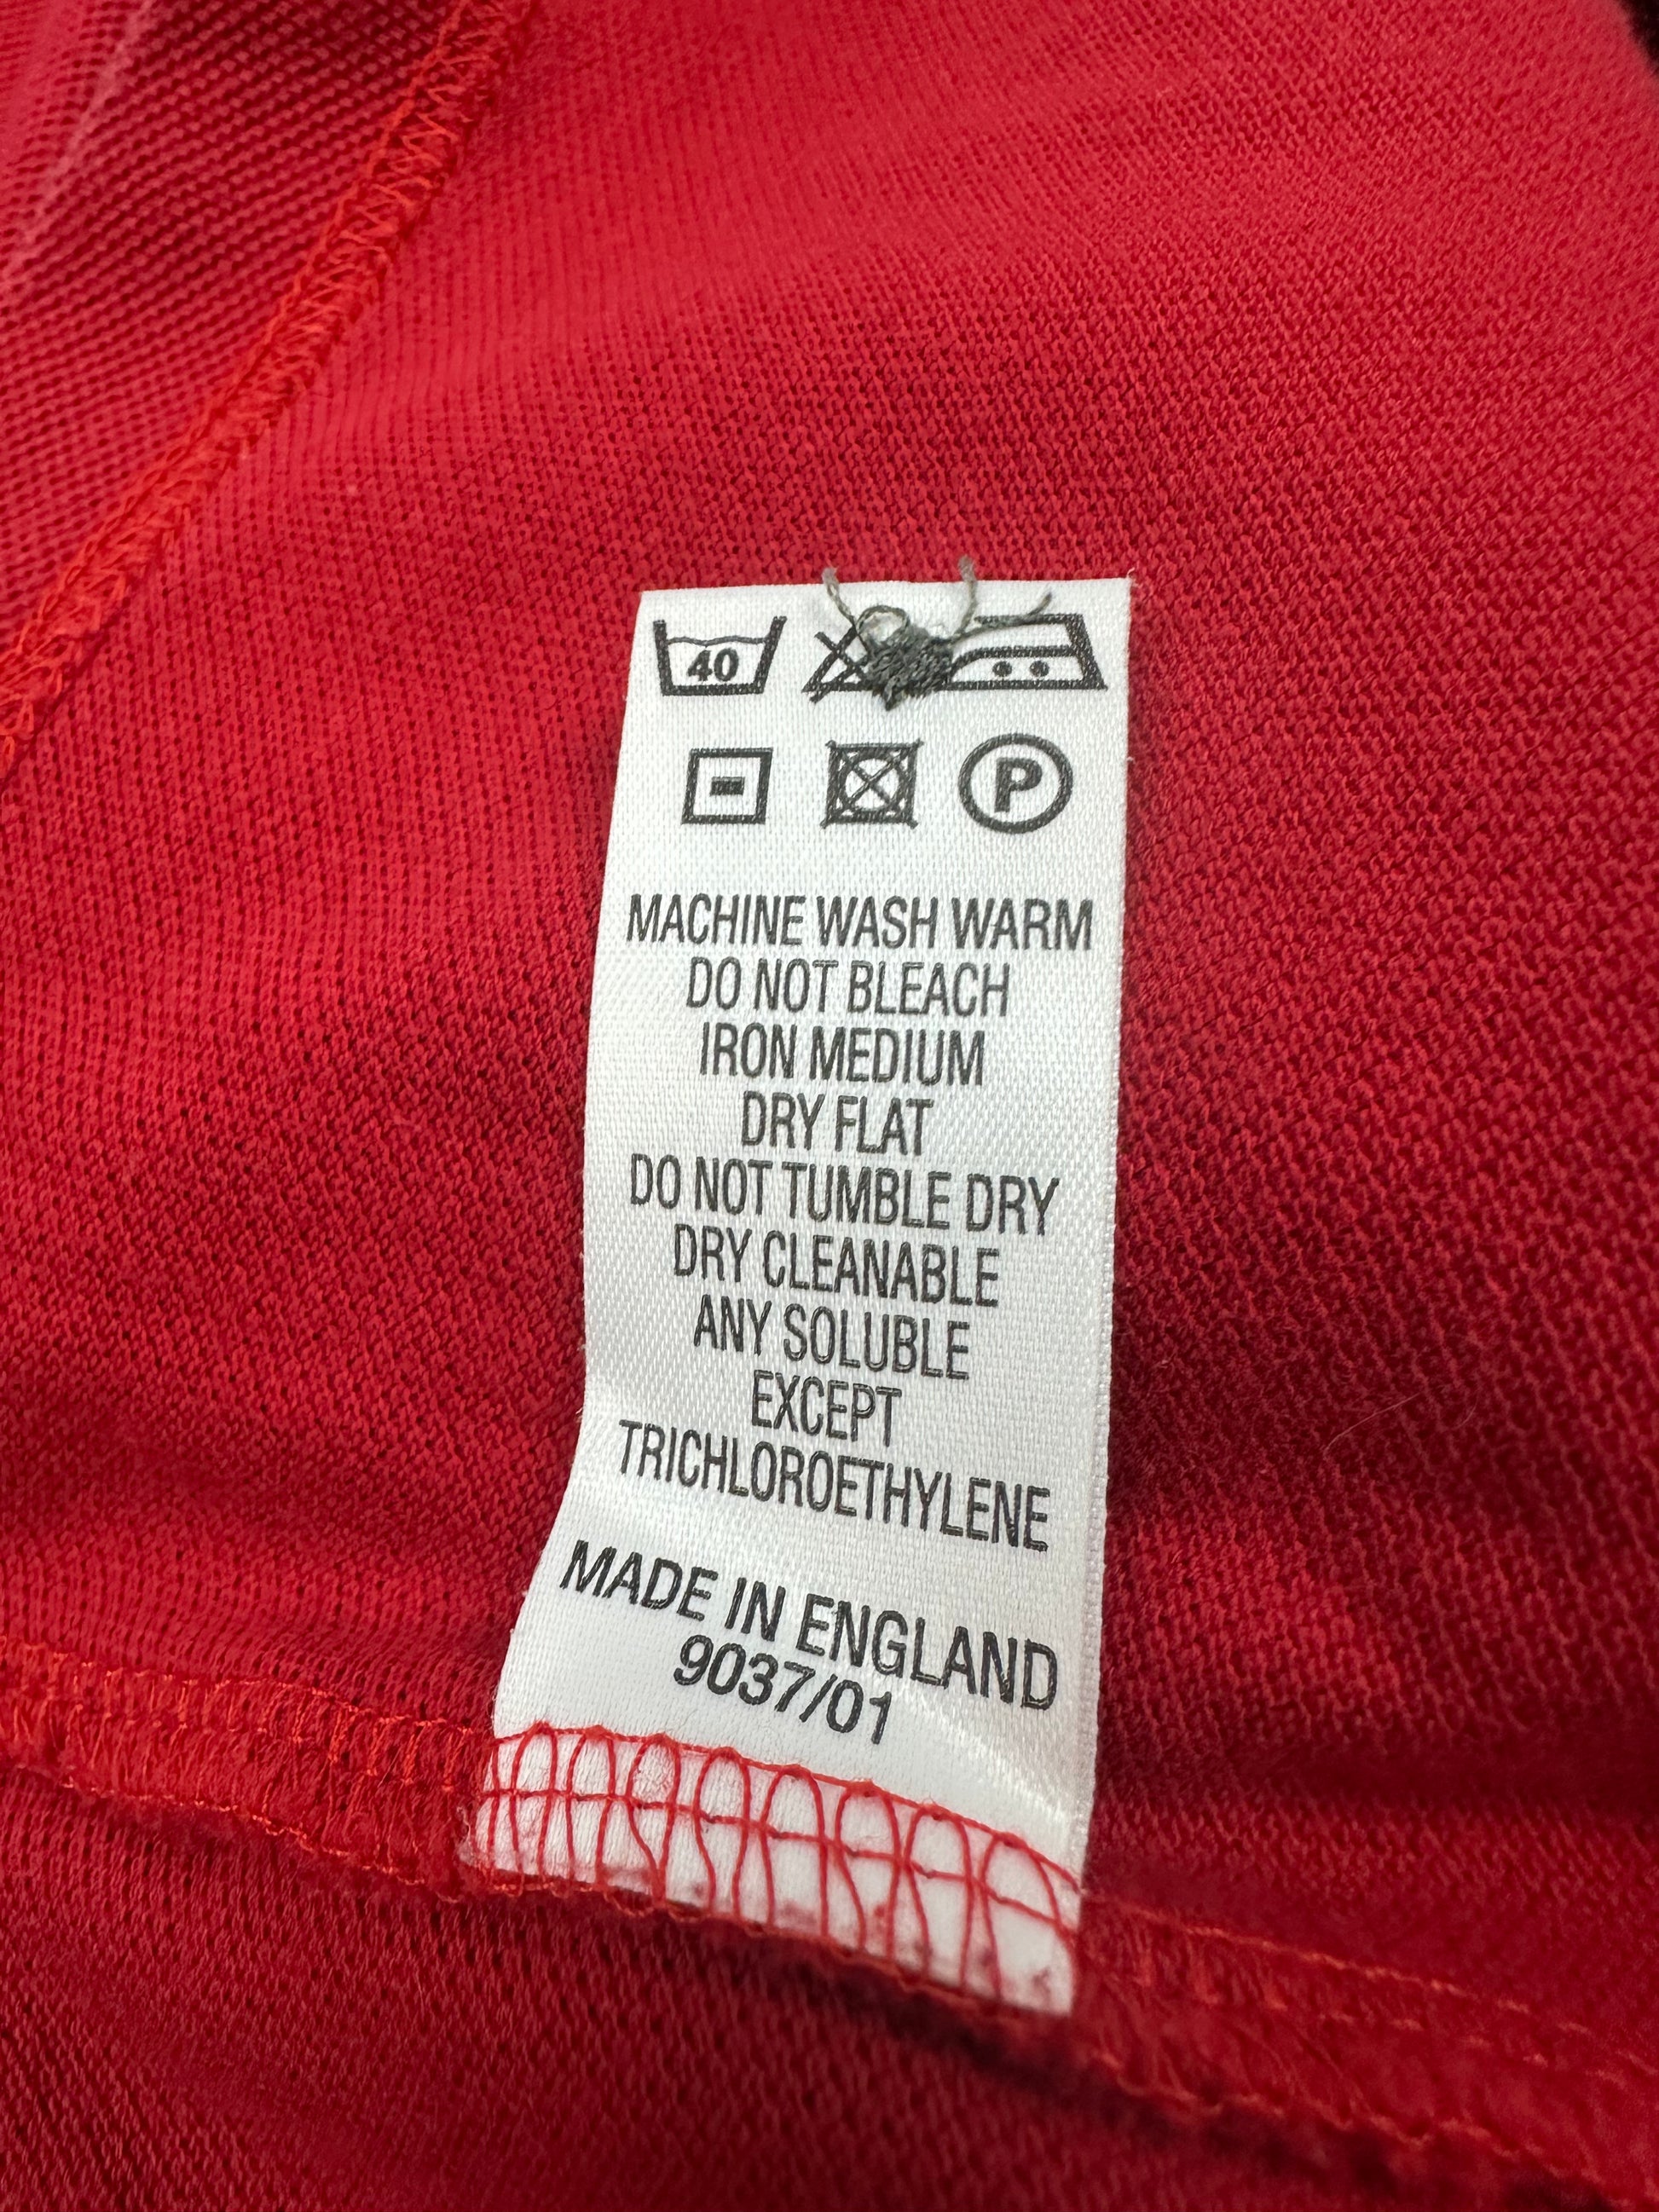 40
P
MACHINE WASH WARM
DO NOT BLEACH
IRON MEDIUM
DRY FLAT
DO NOT TUMBLE DRY
DRY CLEANABLE
ANY SOLUBLE
EXCEPT
TRICHLOROETHYLENE
MADE IN ENGLAND
9037/01